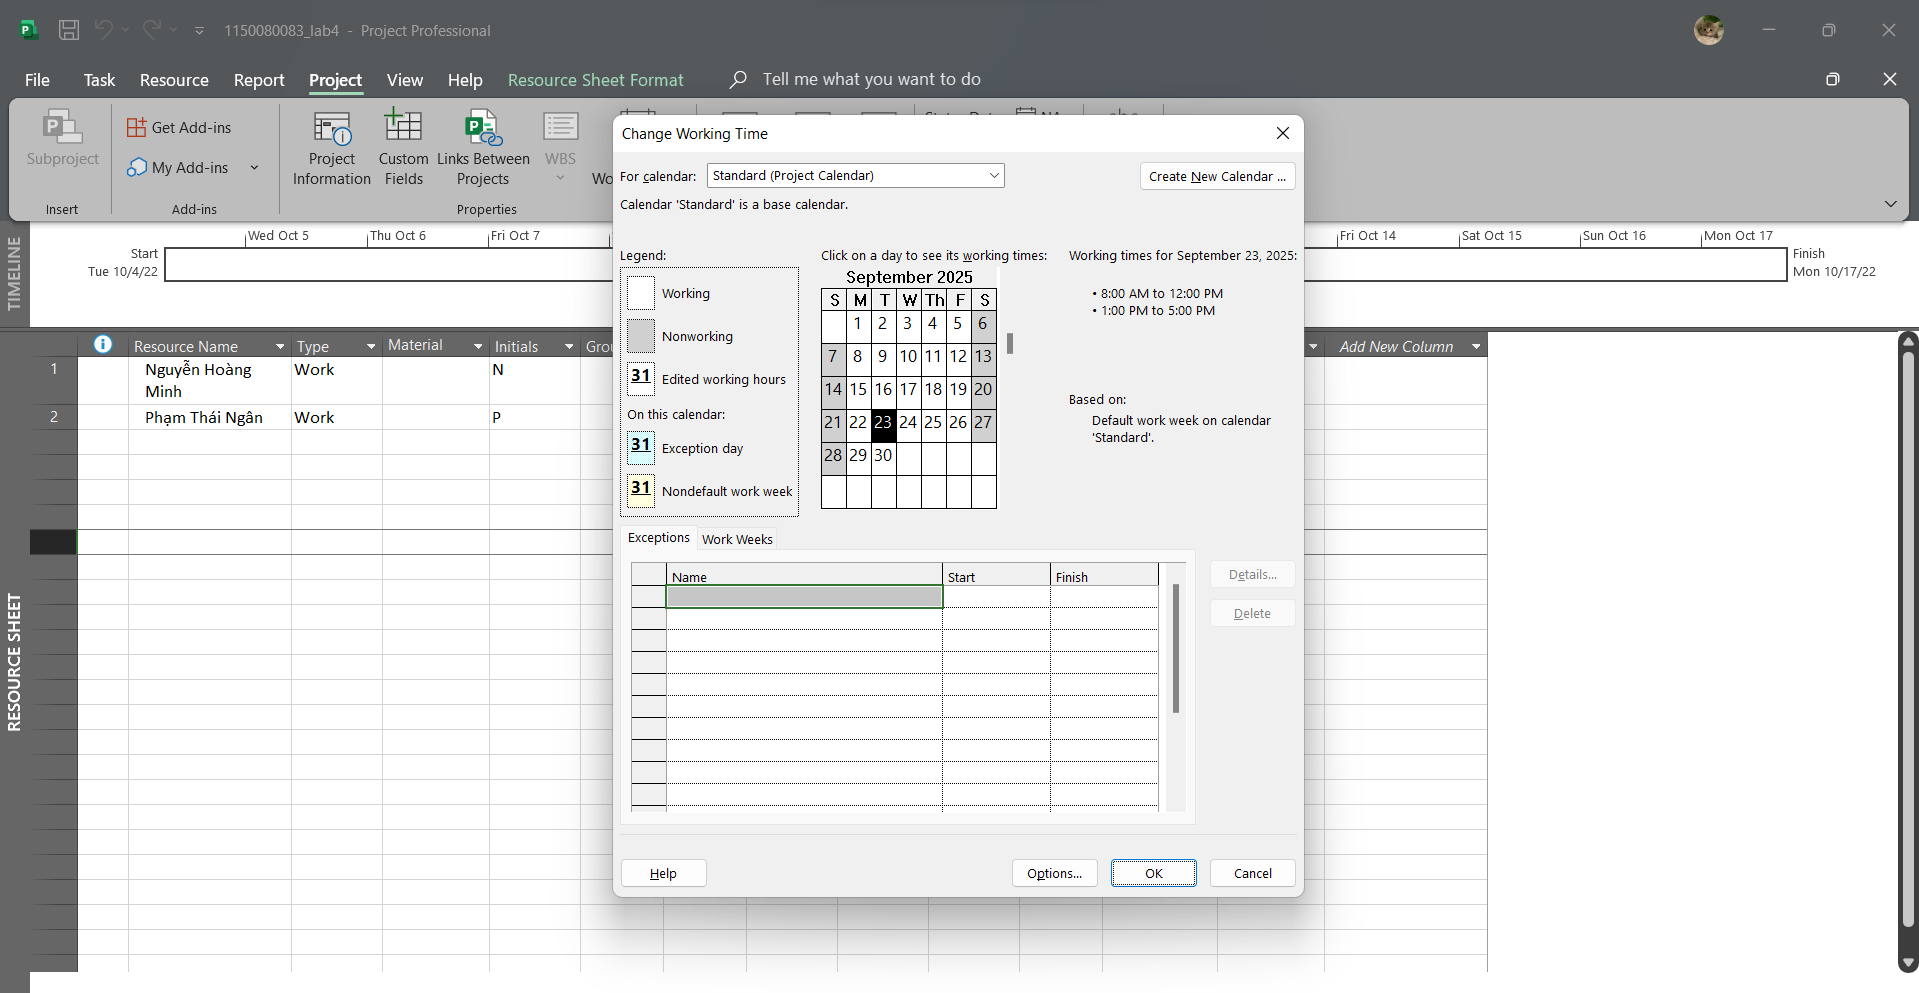 1150080083_lab4 - Project Professional
File Task Resource Report Project View Help Resource Sheet Format Tell me what you want to do
Subproject
Get Add-ins
My Add-ins
Project Information
Custom Fields
Links Between Projects
WBS
Insert
Add-ins
Properties
TIMELINE
Wed Oct 5 Thu Oct 6 Fri Oct 7 Fri Oct 14 Sat Oct 15 Sun Oct 16 Mon Oct 17
Start
Tue 10/4/22
Finish
Mon 10/17/22
RESOURCE SHEET
Resource Name Type Material Initials Add New Column
1 Nguyễn Hoàng Minh Work N
2 Phạm Thái Ngân Work P
Change Working Time
For calendar: Standard (Project Calendar) Create New Calendar ...
Calendar 'Standard' is a base calendar.
Legend:
Working
Nonworking
31 Edited working hours
On this calendar:
31 Exception day
31 Nondefault work week
Click on a day to see its working times:
September 2025
S M T W Th F S
1 2 3 4 5 6
7 8 9 10 11 12 13
14 15 16 17 18 19 20
21 22 23 24 25 26 27
28 29 30
Working times for September 23, 2025:
• 8:00 AM to 12:00 PM
• 1:00 PM to 5:00 PM
Based on:
Default work week on calendar
'Standard'.
Exceptions Work Weeks
Name Start Finish
Details...
Delete
Help Options... OK Cancel